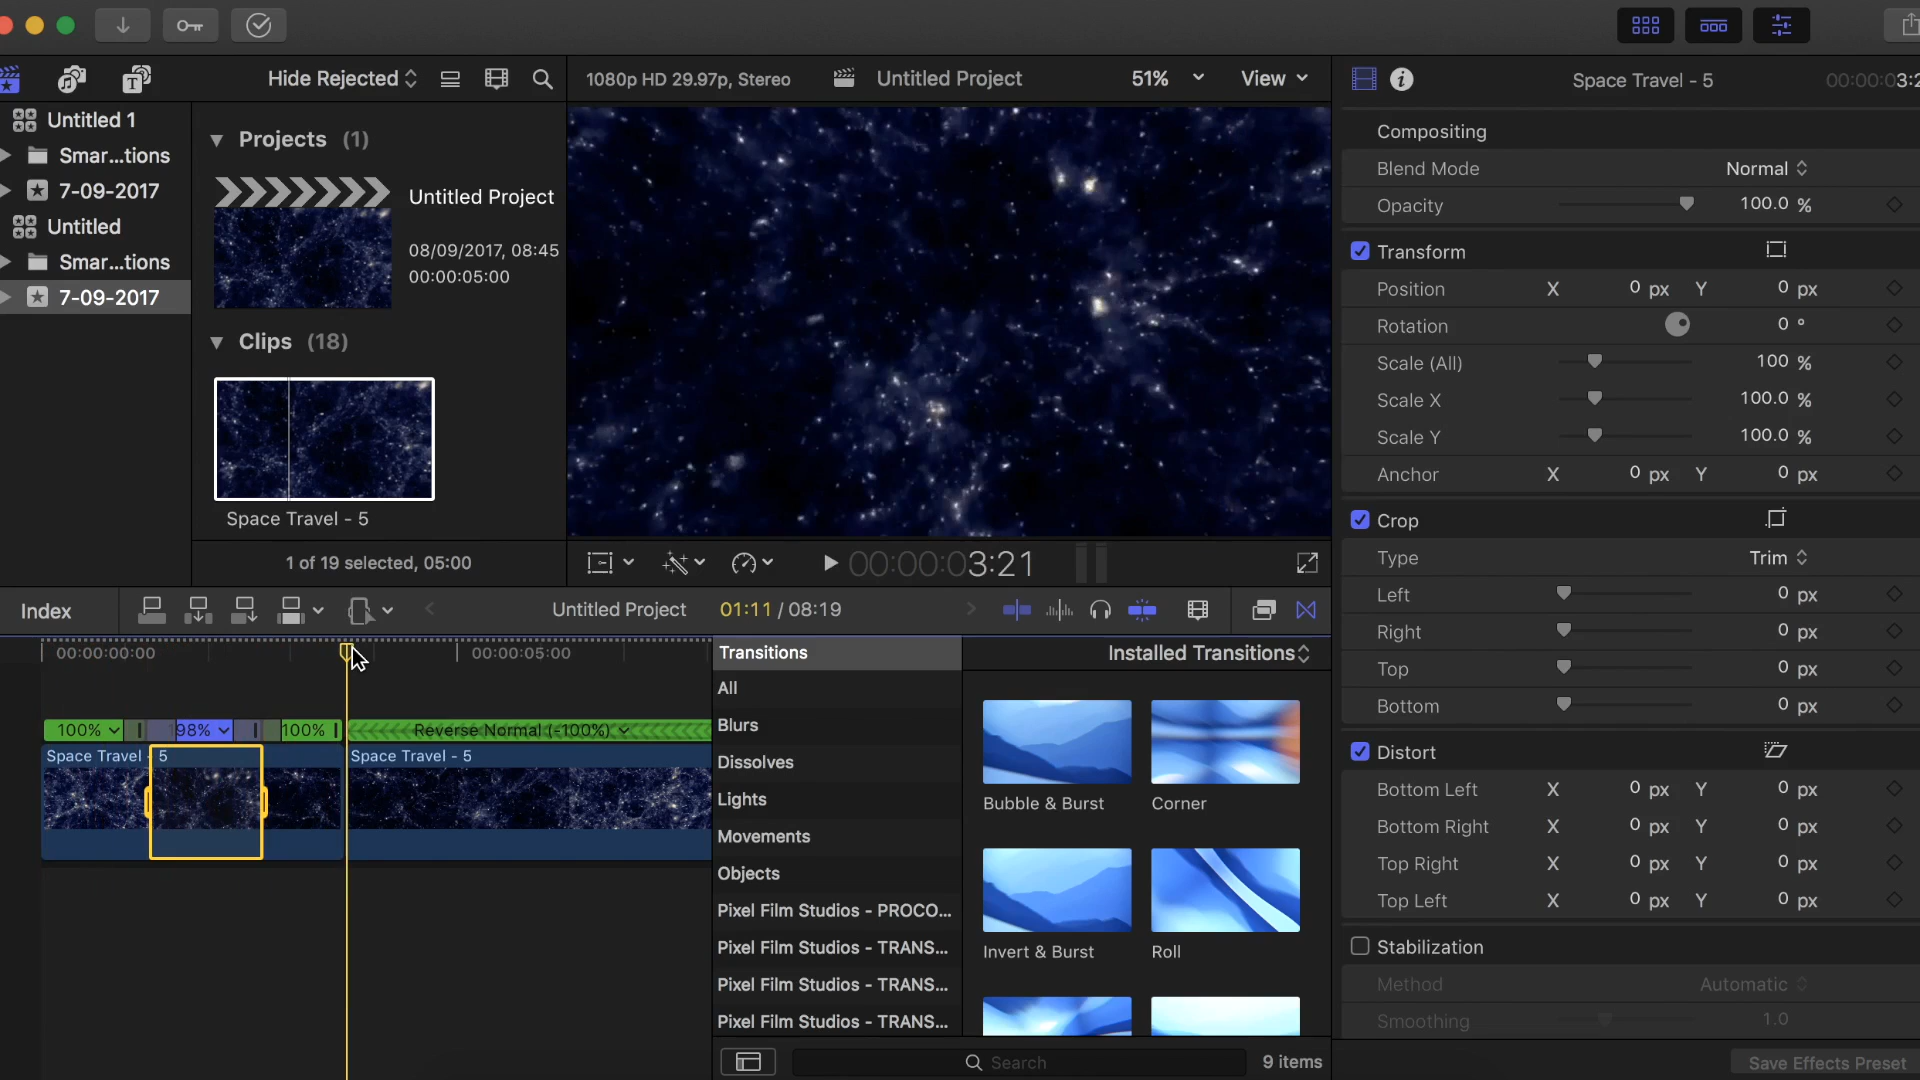 Hide Rejected
1080p HD 29.97p, Stereo
Untitled Project
51%
View
Space Travel - 5
00:00:03:2
Untitled 1
Smar...tions
7-09-2017
Untitled
Smar...tions
7-09-2017
Projects (1)
Untitled Project
08/09/2017, 08:45
00:00:05:00
Clips (18)
Space Travel - 5
1 of 19 selected, 05:00
00:00:03:21
Compositing
Blend Mode Normal
Opacity 100.0 %
Transform
Position X 0 px Y 0 px
Rotation 0 °
Scale (All) 100 %
Scale X 100.0 %
Scale Y 100.0 %
Anchor X 0 px Y 0 px
Crop
Type Trim
Left 0 px
Right 0 px
Top 0 px
Bottom 0 px
Distort
Bottom Left X 0 px Y 0 px
Bottom Right X 0 px Y 0 px
Top Right X 0 px Y 0 px
Top Left X 0 px Y 0 px
Stabilization
Method Automatic
Smoothing 1.0
Save Effects Preset
Index
Untitled Project
01:11 / 08:19
00:00:00:00
00:00:05:00
100%
98%
100%
Reverse Normal (-100%)
Space Travel - 5
Space Travel - 5
Transitions
All
Blurs
Dissolves
Lights
Movements
Objects
Pixel Film Studios - PROCO...
Pixel Film Studios - TRANS...
Pixel Film Studios - TRANS...
Pixel Film Studios - TRANS...
Installed Transitions
Bubble & Burst
Corner
Invert & Burst
Roll
Search
9 items